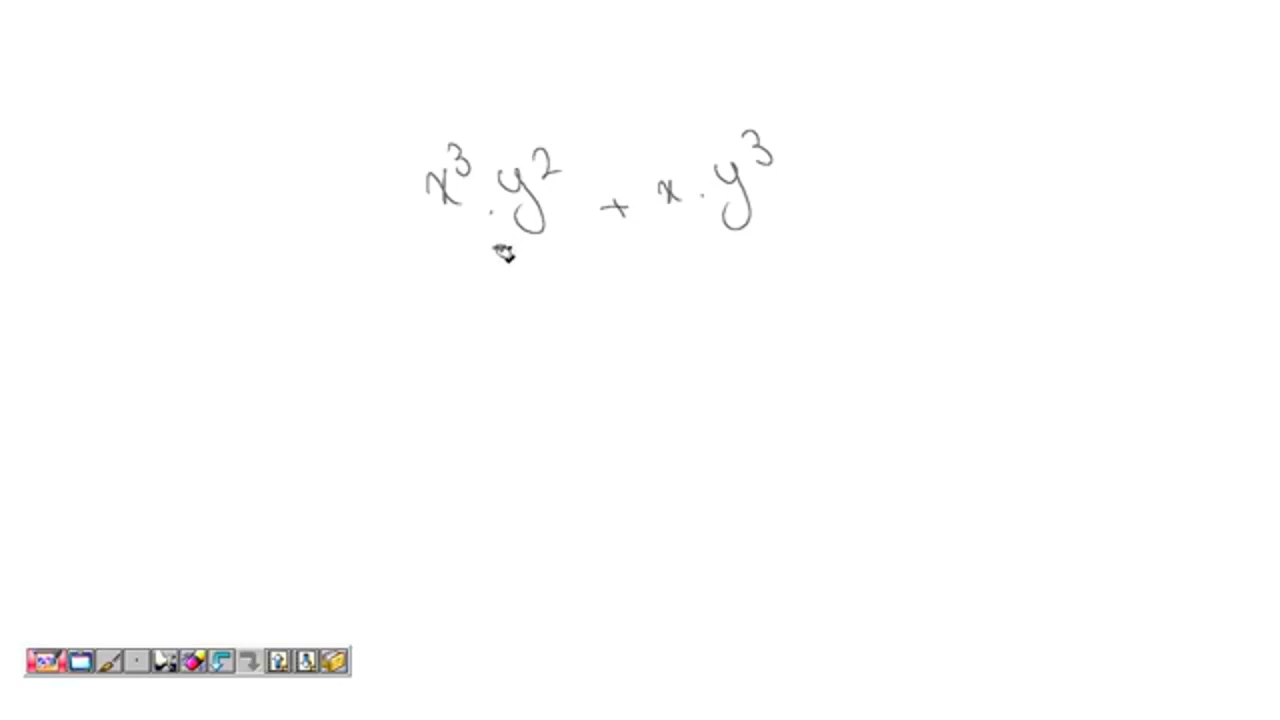 x³ · y² + x · y³